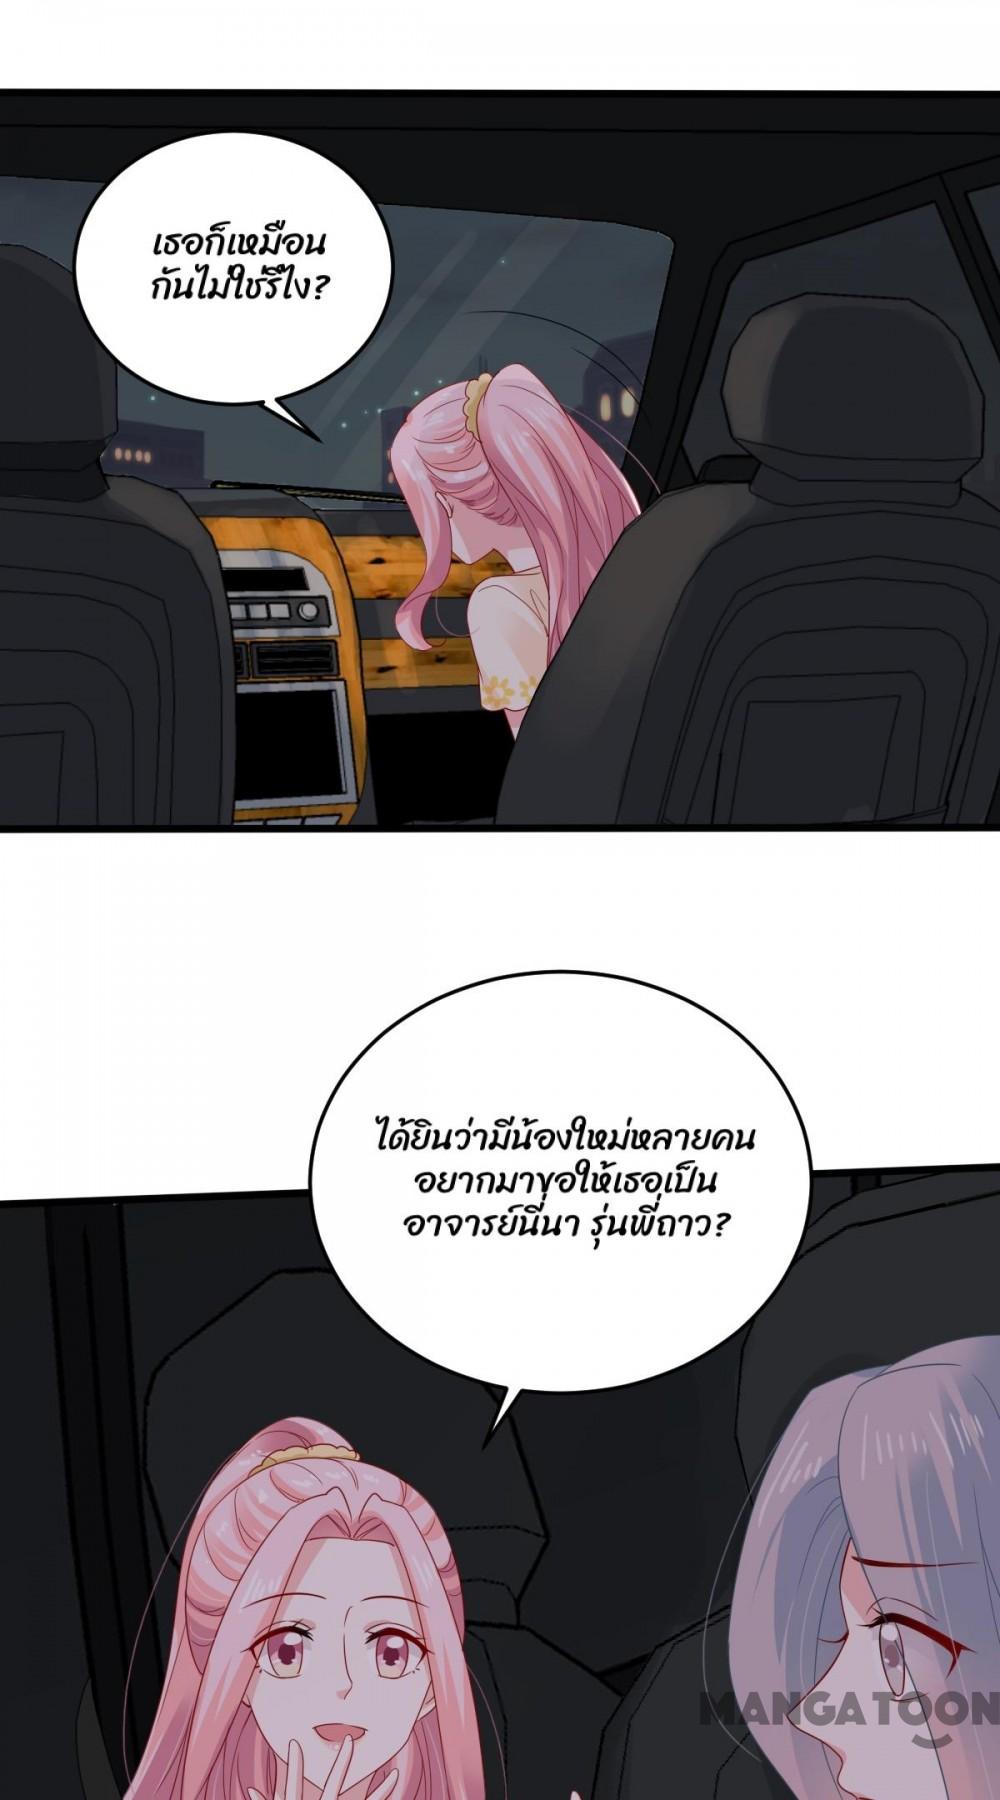 เธอก็เหมือน
กันไม่ใช่รึไง?
ได้ยินว่ามีน้องใหม่หลายคน
อยากมาขอให้เธอเป็น
อาจารย์นี่นา รุ่นพี่ถาว?
MANGATOON